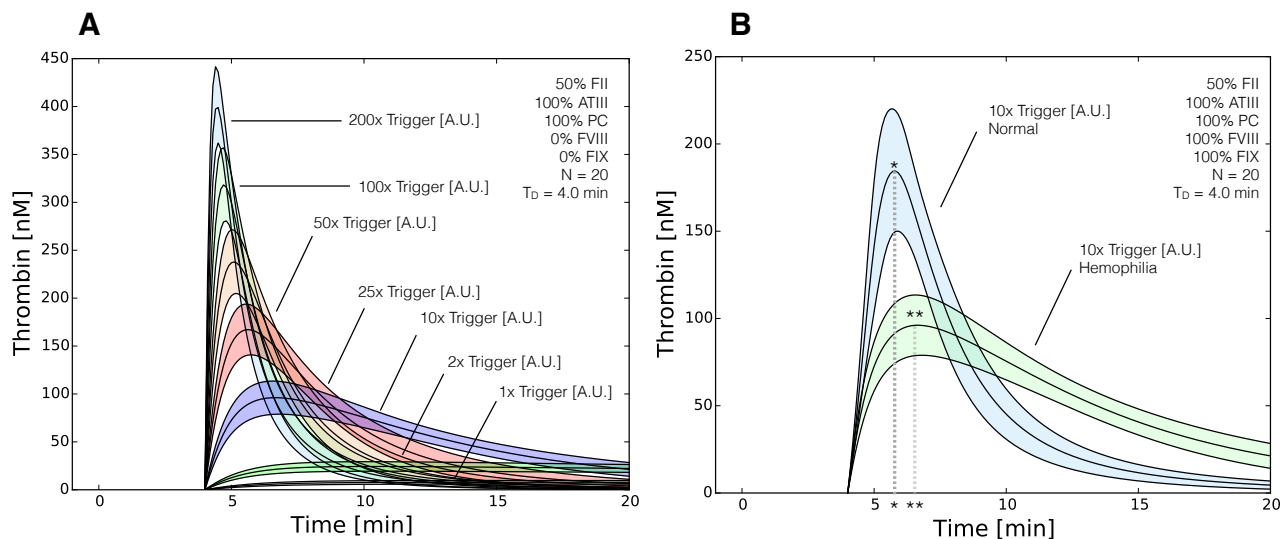 A
Thrombin [nM]
450
400
350
300
250
200
150
100
50
0
0
5
10
15
20
Time [min]
50% FII
100% ATIII
100% PC
0% FVIII
0% FIX
N = 20
TD = 4.0 min
200x Trigger [A.U.]
100x Trigger [A.U.]
50x Trigger [A.U.]
25x Trigger [A.U.]
10x Trigger [A.U.]
2x Trigger [A.U.]
1x Trigger [A.U.]
B
Thrombin [nM]
250
200
150
100
50
0
0
5
10
15
20
* **
Time [min]
50% FII
100% ATIII
100% PC
100% FVIII
100% FIX
N = 20
TD = 4.0 min
10x Trigger [A.U.]
Normal
*
10x Trigger [A.U.]
Hemophilia
**